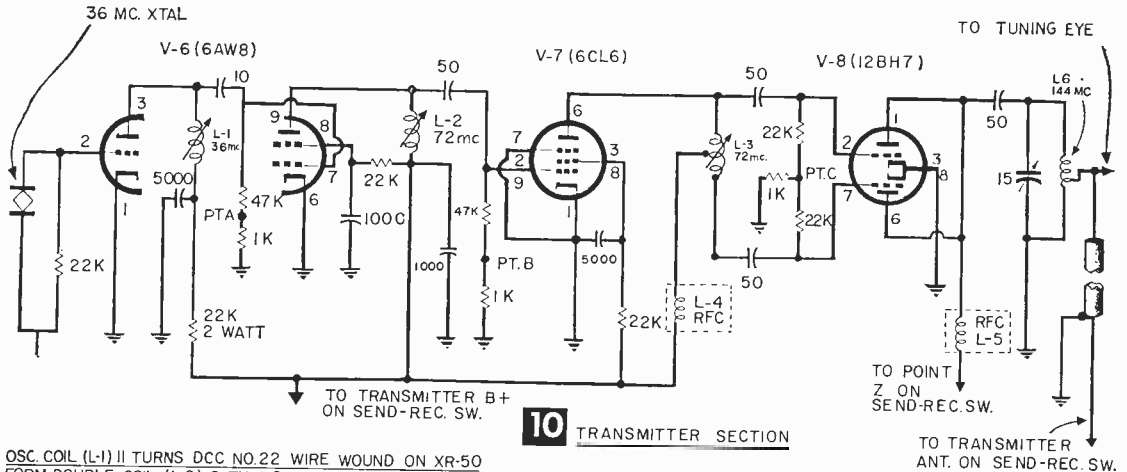 36 MC. XTAL
V-6 (6AW8)
V-7 (6CL6)
V-8 (12BH7)
TO TUNING EYE
10
50
50
50
L6 -
144 MC
3
2
1
L-1
36mc.
9
8
7
6
L-2
72mc
6
7
2
9
3
8
1
L-3
72mc.
22K
1K
PT.C
22K
50
1
2
7
3
8
6
15
5000
47K
PTA
1K
22K
100C
1000
47K
PT.B
1K
5000
22K
22K
22K
2 WATT
L-4
RFC
RFC
L-5
TO TRANSMITTER B+
ON SEND-REC. SW.
TO POINT
Z ON
SEND-REC.SW.
10 TRANSMITTER SECTION
TO TRANSMITTER
ANT. ON SEND-REC. SW.
OSC. COIL (L-1) 11 TURNS DCC NO.22 WIRE WOUND ON XR-50